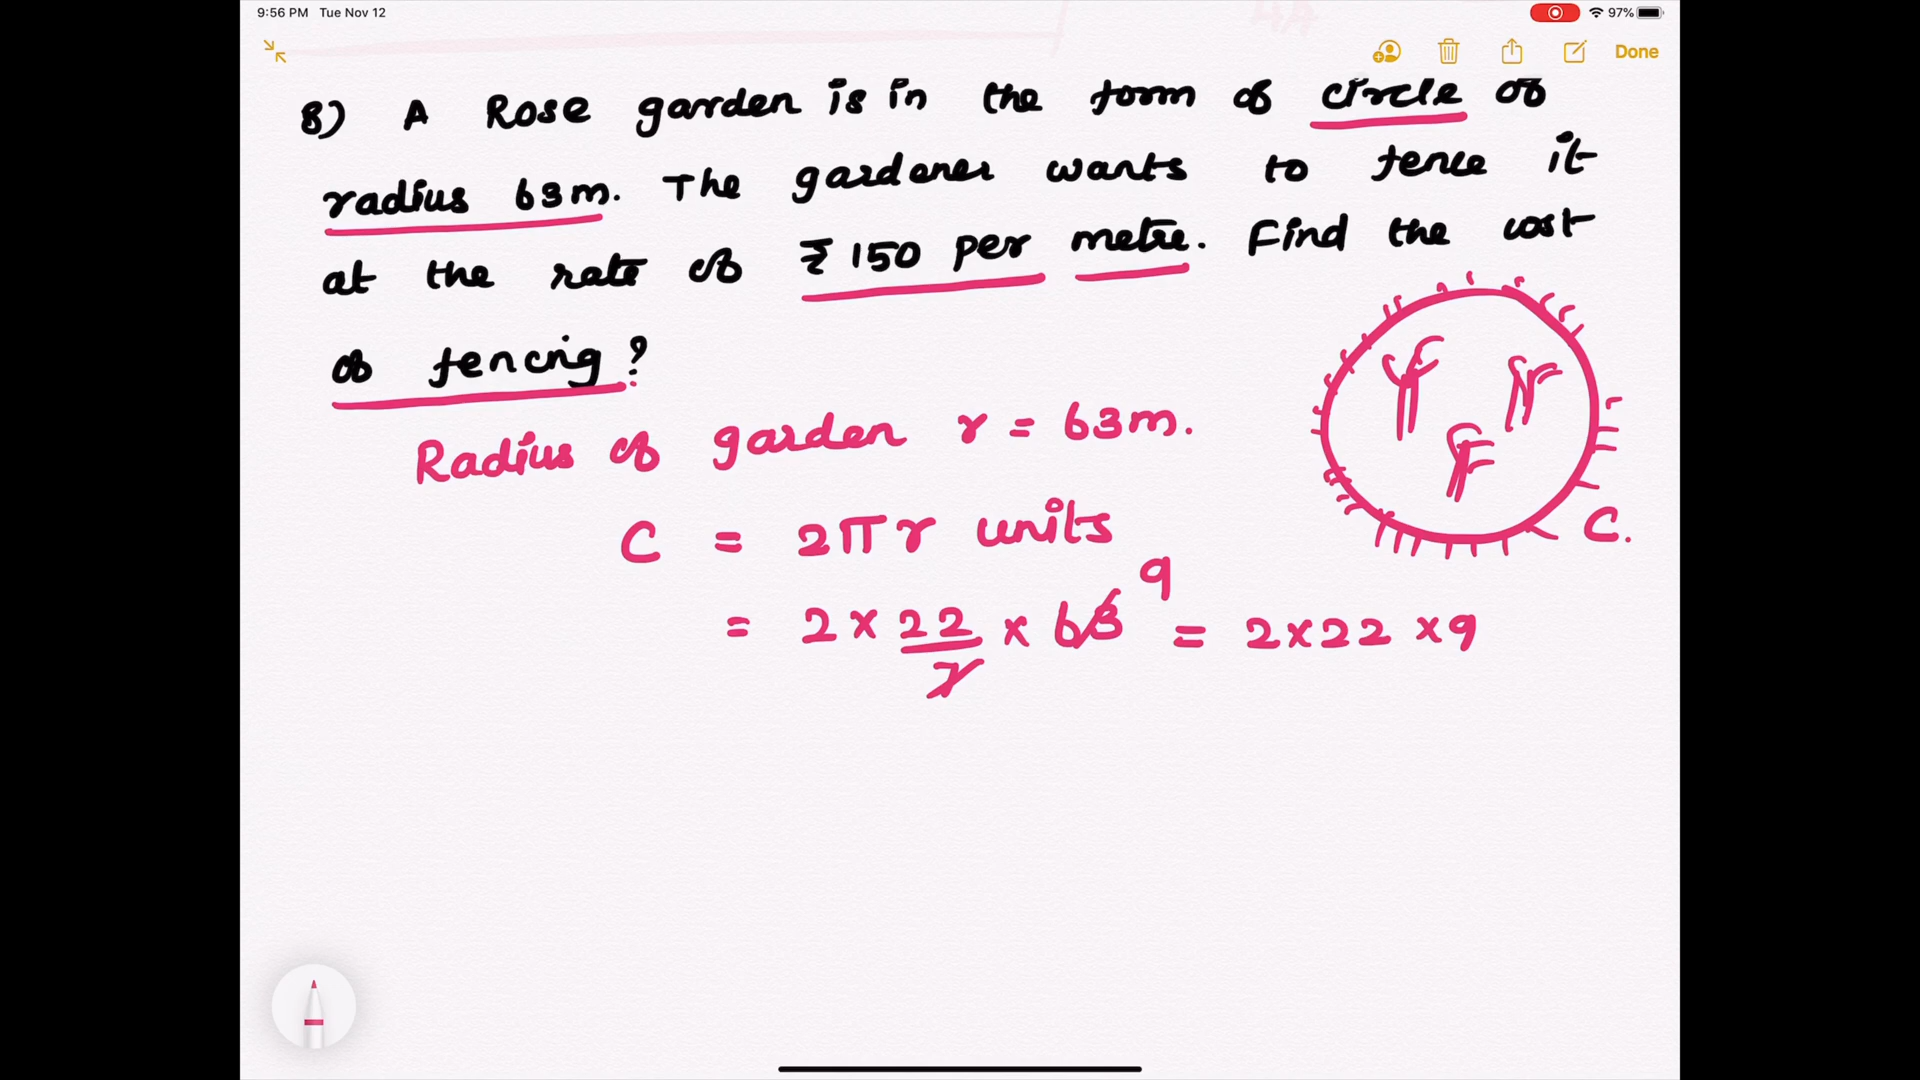 9:56 PM Tue Nov 12
97%
Done
8) A Rose garden is in the form of circle of
radius 63m. The gardener wants to fence it
at the rate of ₹ 150 per metre. Find the cost
of fencing?
Radius of garden r = 63m.
C = 2πr units
C.
9
= 2 × 22/7 × 63 = 2×22×9